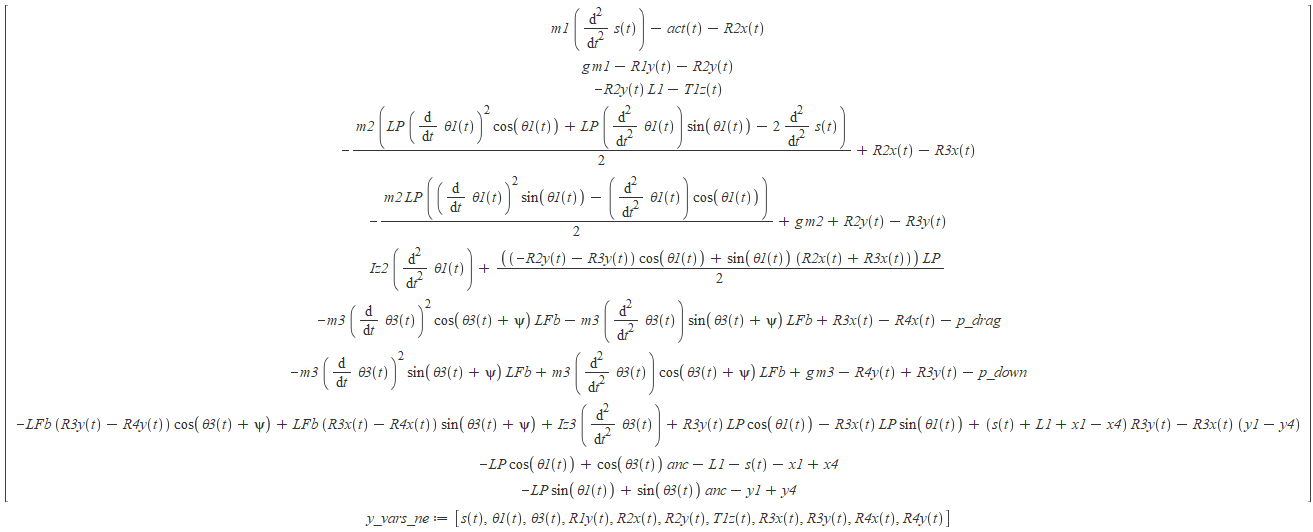 m1 (d²/dt² s(t)) − act(t) − R2x(t)
g m1 − R1y(t) − R2y(t)
−R2y(t) L1 − T1z(t)
−(m2 (LP (d/dt θ1(t))² cos(θ1(t)) + LP (d²/dt² θ1(t)) sin(θ1(t)) − 2 d²/dt² s(t)))/2 + R2x(t) − R3x(t)
−(m2 LP ((d/dt θ1(t))² sin(θ1(t)) − (d²/dt² θ1(t)) cos(θ1(t))))/2 + g m2 + R2y(t) − R3y(t)
Iz2 (d²/dt² θ1(t)) + (((−R2y(t) − R3y(t)) cos(θ1(t)) + sin(θ1(t)) (R2x(t) + R3x(t))) LP)/2
−m3 (d/dt θ3(t))² cos(θ3(t) + ψ) LFb − m3 (d²/dt² θ3(t)) sin(θ3(t) + ψ) LFb + R3x(t) − R4x(t) − p_drag
−m3 (d/dt θ3(t))² sin(θ3(t) + ψ) LFb + m3 (d²/dt² θ3(t)) cos(θ3(t) + ψ) LFb + g m3 − R4y(t) + R3y(t) − p_down
−LFb (R3y(t) − R4y(t)) cos(θ3(t) + ψ) + LFb (R3x(t) − R4x(t)) sin(θ3(t) + ψ) + Iz3 (d²/dt² θ3(t)) + R3y(t) LP cos(θ1(t)) − R3x(t) LP sin(θ1(t)) + (s(t) + L1 + x1 − x4) R3y(t) − R3x(t) (y1 − y4)
−LP cos(θ1(t)) + cos(θ3(t)) anc − L1 − s(t) − x1 + x4
−LP sin(θ1(t)) + sin(θ3(t)) anc − y1 + y4
y_vars_ne := [s(t), θ1(t), θ3(t), R1y(t), R2x(t), R2y(t), T1z(t), R3x(t), R3y(t), R4x(t), R4y(t)]